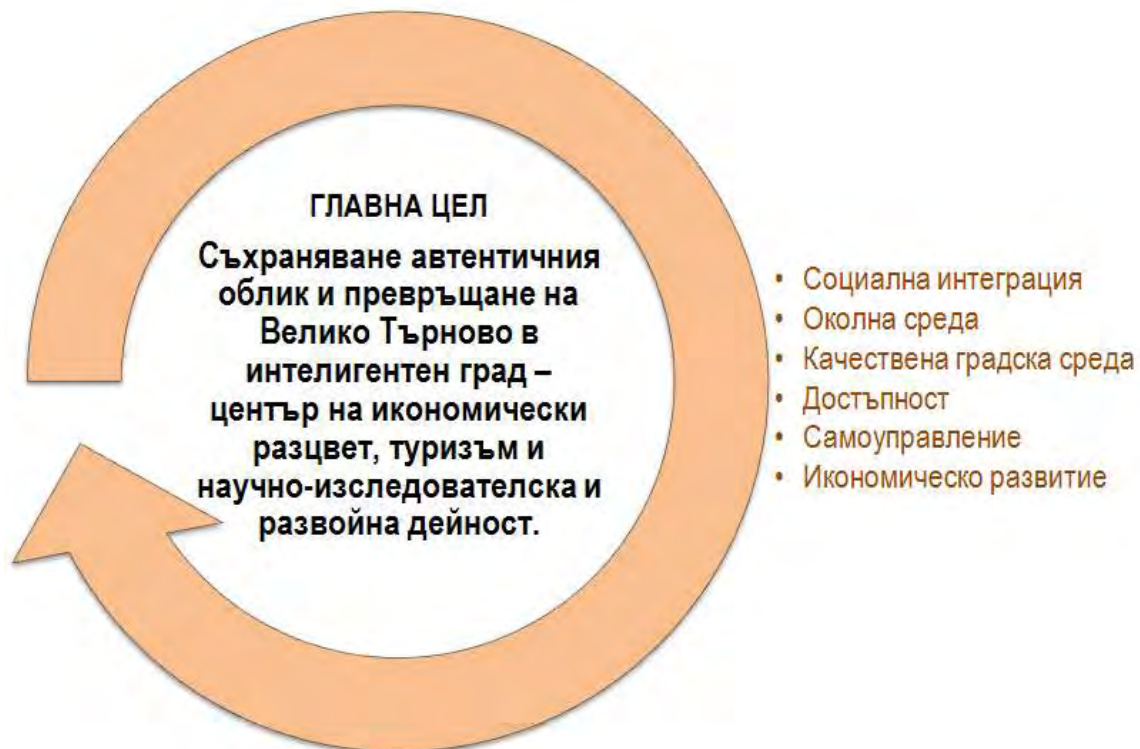 ГЛАВНА ЦЕЛ
Съхраняване автентичния
облик и превръщане на
Велико Търново в
интелигентен град –
център на икономически
разцвет, туризъм и
научно-изследователска и
развойна дейност.
• Социална интеграция
• Околна среда
• Качествена градска среда
• Достъпност
• Самоуправление
• Икономическо развитие